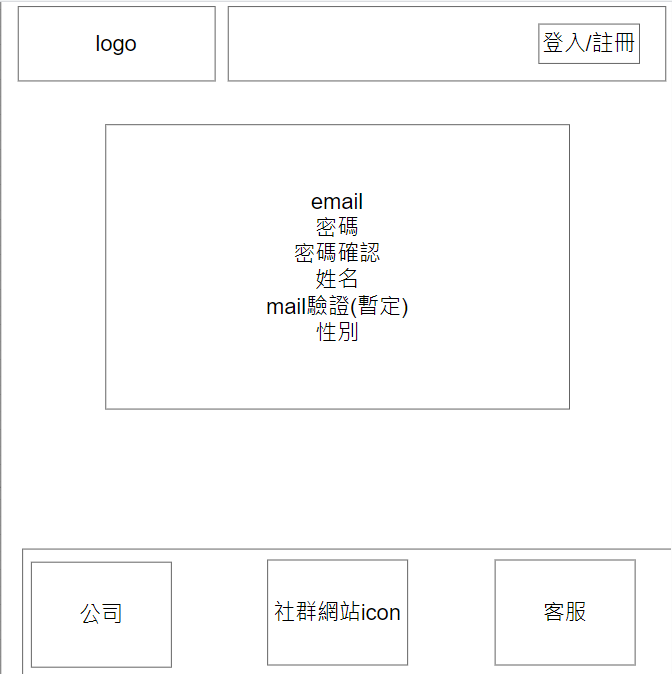 logo
登入/註冊
email
密碼
密碼確認
姓名
mail驗證(暫定)
性別
公司
社群網站icon
客服